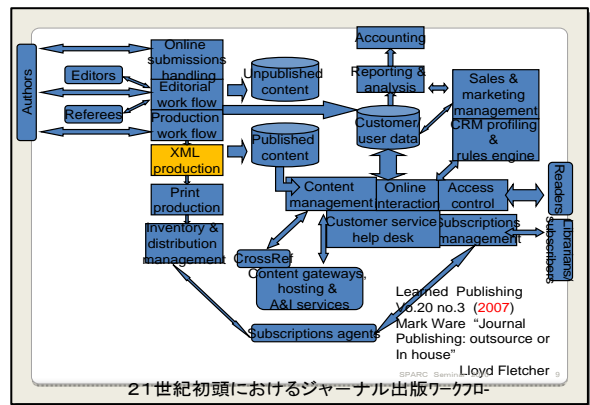 Accounting
Online
submissions
handling
Authors
Editors
Referees
Editorial
work flow
Production
work flow
Unpublished
content
Reporting &
analysis
Sales &
marketing
management
CRM profiling
&
rules engine
Customer/
user data
XML
production
Published
content
Print
production
Content
management
Online
interaction
Access
control
Readers
Inventory &
distribution
management
Customer service
help desk
Subscriptions
management
Librarians/
subscribers
CrossRef
Content gateways,
hosting &
A&I services
Subscriptions agents
Learned Publishing
Vo.20 no.3 (2007)
Mark Ware “Journal
Publishing: outsource or
In house”
Lloyd Fletcher
SPARC Seminar
9
21世紀初頭におけるジャーナル出版ﾜｰｸﾌﾛ-